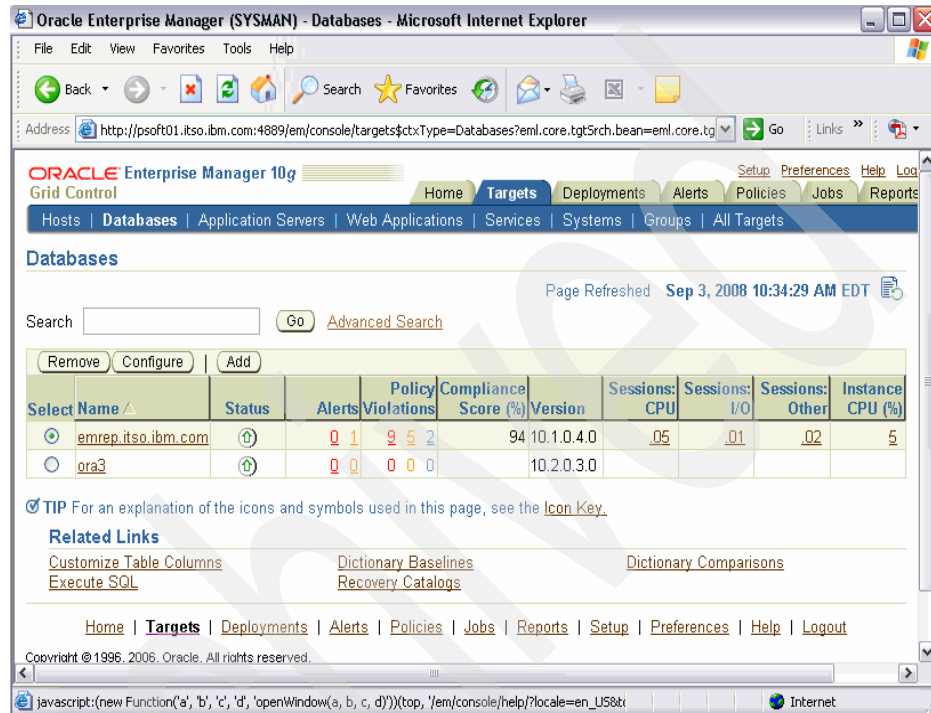 Oracle Enterprise Manager (SYSMAN) - Databases - Microsoft Internet Explorer
File Edit View Favorites Tools Help
Back Search Favorites
Address http://psoft01.itso.ibm.com:4889/em/console/targets$ctxType=Databases?eml.core.tgtSrch.bean=eml.core.tg Go Links »
ORACLE Enterprise Manager 10g
Setup Preferences Help Log
Grid Control
Home Targets Deployments Alerts Policies Jobs Reports
Hosts | Databases | Application Servers | Web Applications | Services | Systems | Groups | All Targets
Databases
Page Refreshed Sep 3, 2008 10:34:29 AM EDT
Search Go Advanced Search
Remove Configure | Add
Select Name Status Alerts Policy Violations Compliance Score (%) Version Sessions: CPU Sessions: I/O Sessions: Other Instance CPU (%)
emrep.itso.ibm.com 0 1 9 5 2 94 10.1.0.4.0 .05 .01 .02 5
ora3 0 0 0 0 0 10.2.0.3.0
TIP For an explanation of the icons and symbols used in this page, see the Icon Key.
Related Links
Customize Table Columns Dictionary Baselines Dictionary Comparisons
Execute SQL Recovery Catalogs
Home | Targets | Deployments | Alerts | Policies | Jobs | Reports | Setup | Preferences | Help | Logout
Copyright © 1996, 2006, Oracle. All rights reserved.
javascript:(new Function('a', 'b', 'c', 'd', 'openWindow(a, b, c, d)'))(top, '/em/console/help/?locale=en_US&t Internet